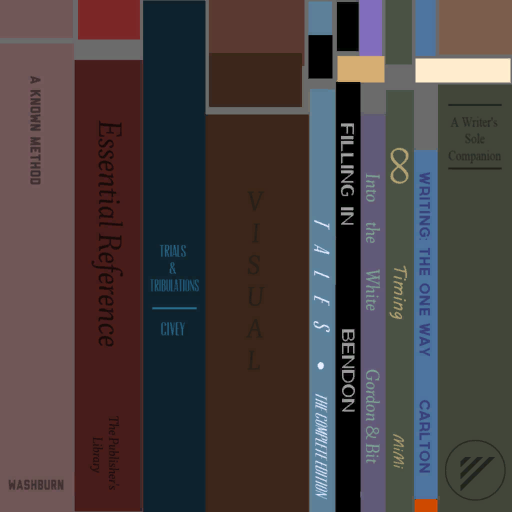 A KNOWN METHOD
WASHBURN
Essential Reference
The Publisher's
Library
TRIALS
&
TRIBULATIONS
CIVEY
VISUAL
TALES • THE COMPLETE EDITION
FILLING IN BENDON
Into the White Gordon & Bit
8 Timing MiMi
WRITING: THE ONE WAY CARLTON
A Writer's
Sole
Companion